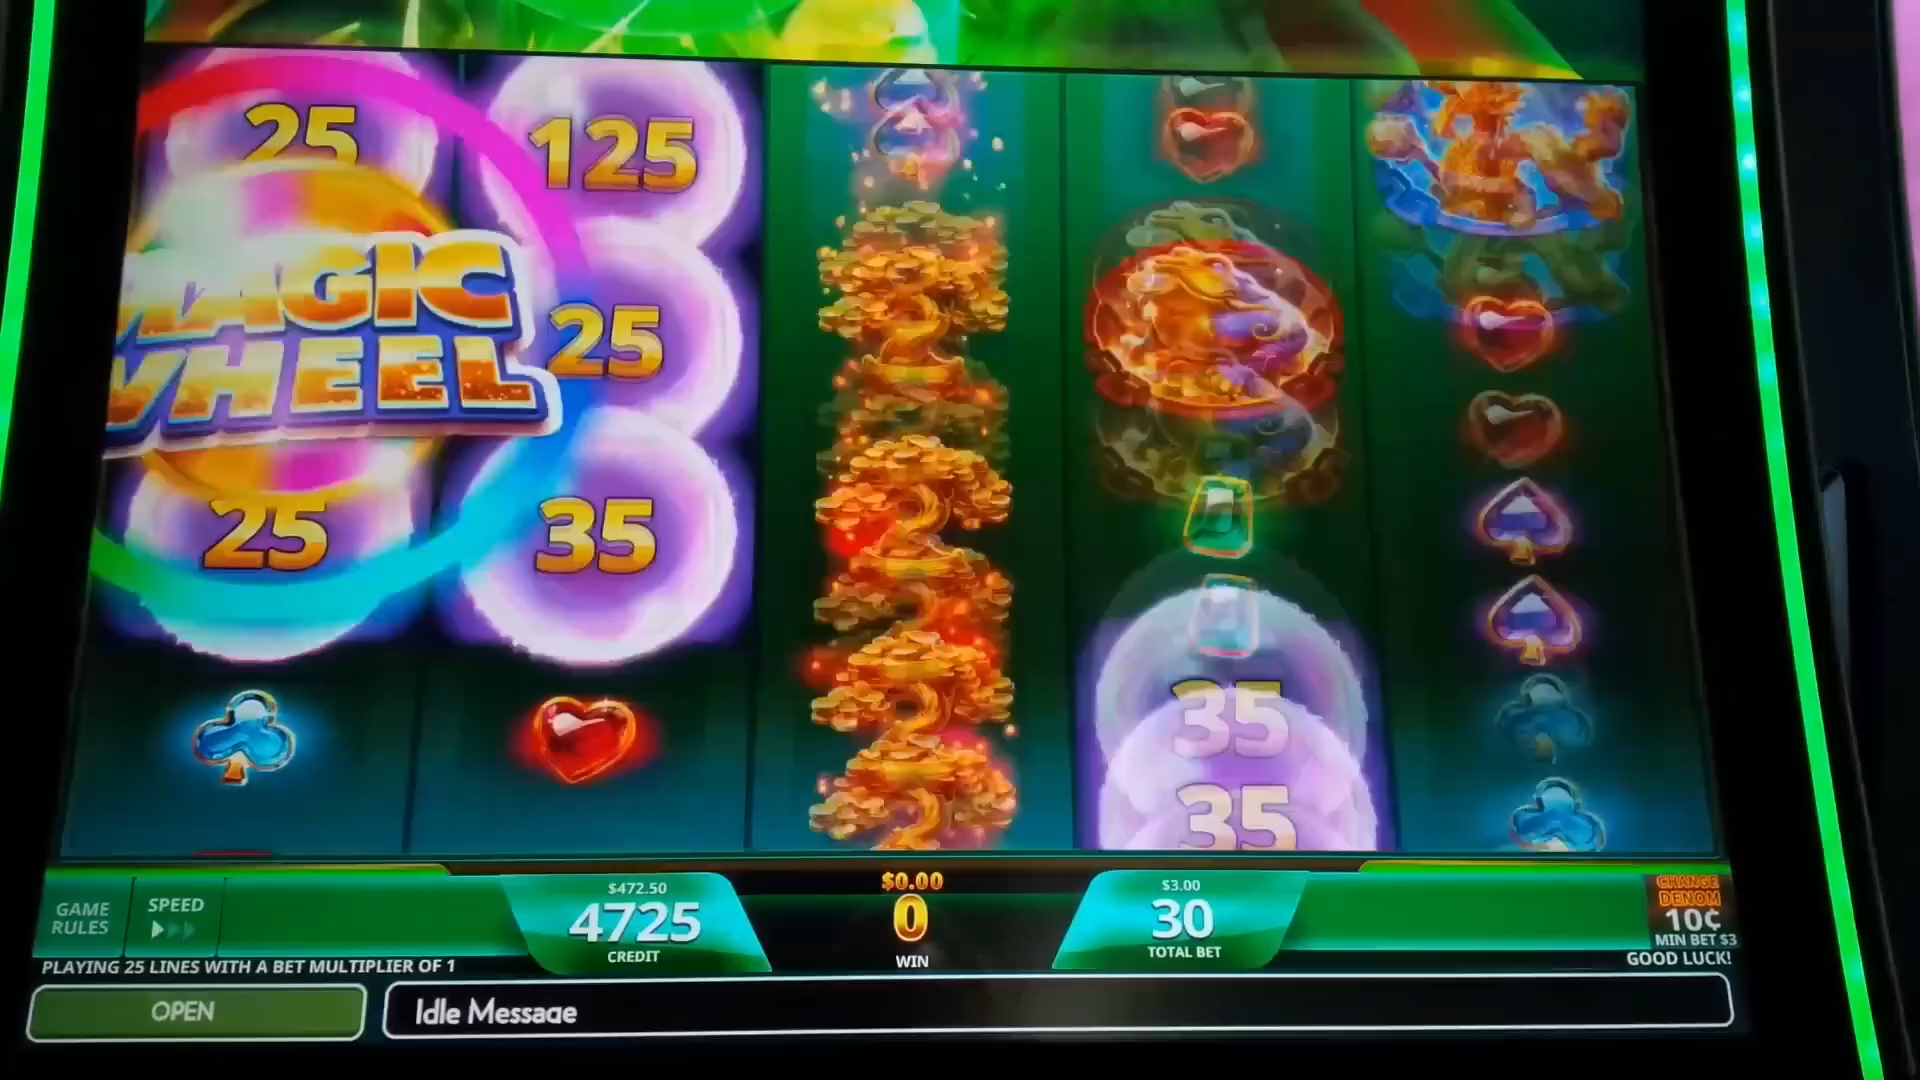 25
125
MAGIC
WHEEL
25
25
35
35
35
GAME
RULES
SPEED
$472.50
4725
CREDIT
$0.00
0
WIN
$3.00
30
TOTAL BET
CHANGE
DENOM
10¢
MIN BET $3
PLAYING 25 LINES WITH A BET MULTIPLIER OF 1
GOOD LUCK!
OPEN
Idle Message